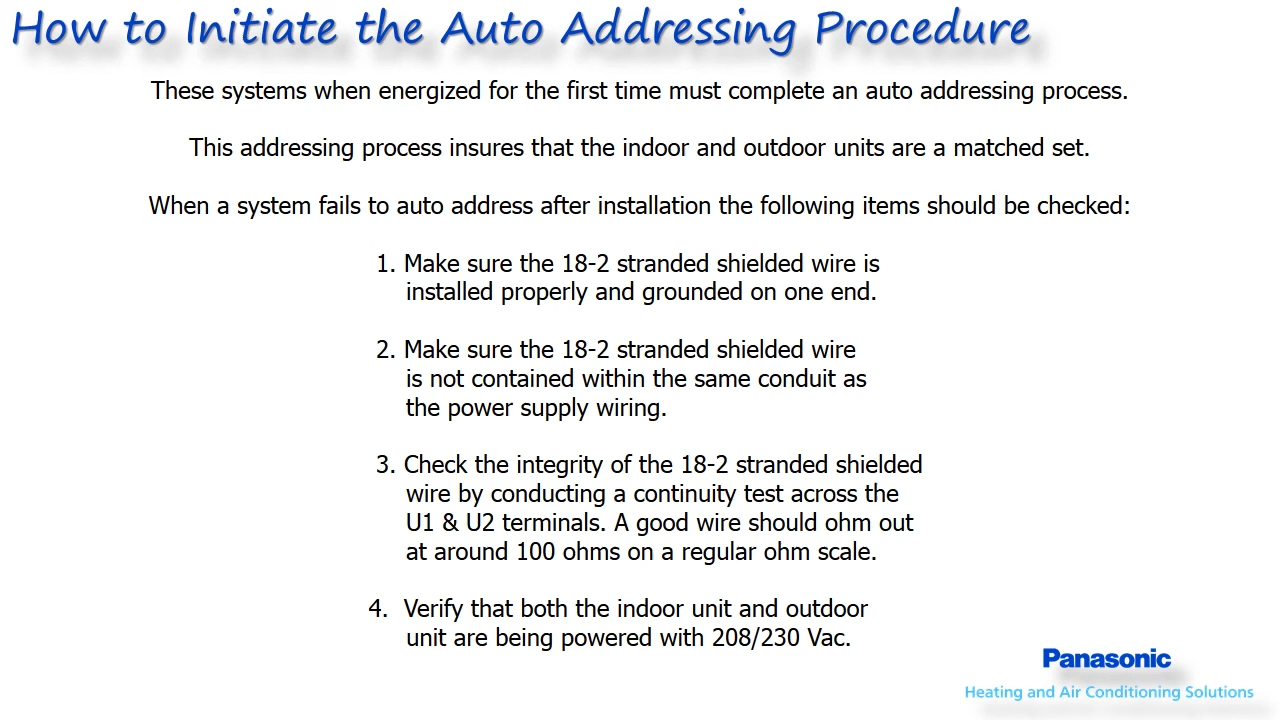 How to Initiate the Auto Addressing Procedure
These systems when energized for the first time must complete an auto addressing process.
This addressing process insures that the indoor and outdoor units are a matched set.
When a system fails to auto address after installation the following items should be checked:
1. Make sure the 18-2 stranded shielded wire is
installed properly and grounded on one end.
2. Make sure the 18-2 stranded shielded wire
is not contained within the same conduit as
the power supply wiring.
3. Check the integrity of the 18-2 stranded shielded
wire by conducting a continuity test across the
U1 & U2 terminals. A good wire should ohm out
at around 100 ohms on a regular ohm scale.
4. Verify that both the indoor unit and outdoor
unit are being powered with 208/230 Vac.
Panasonic
Heating and Air Conditioning Solutions